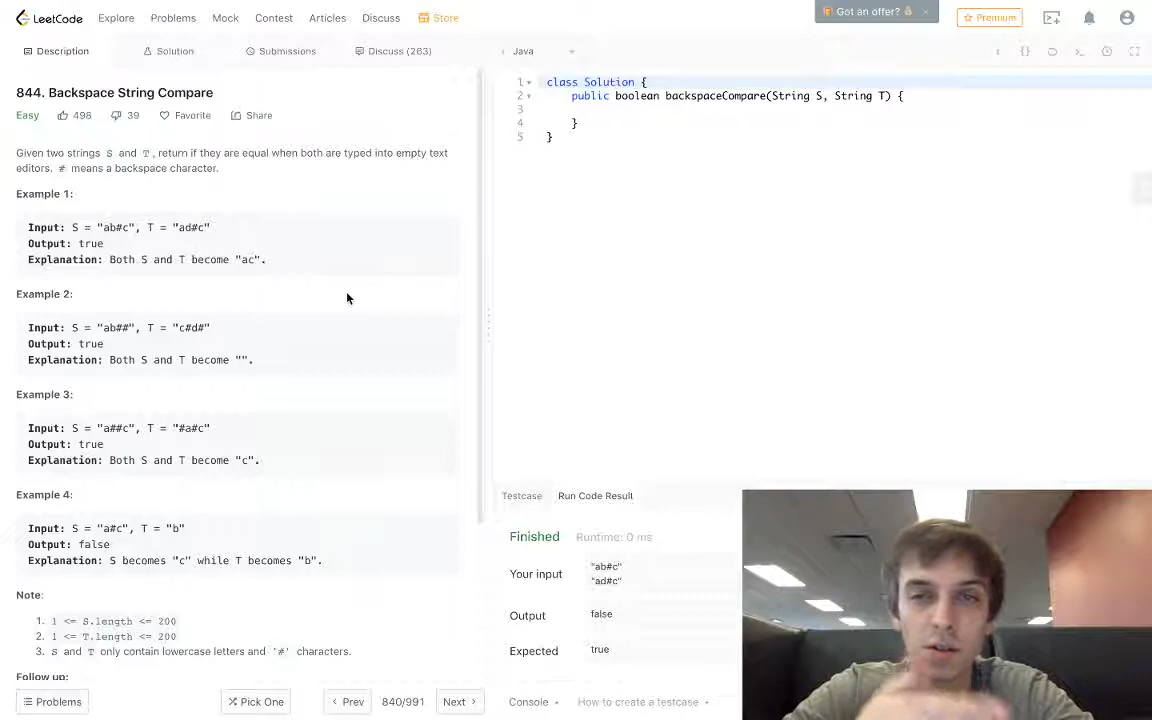 LeetCode
Explore
Problems
Mock
Contest
Articles
Discuss
Store
Got an offer?
×
Premium
Description
Solution
Submissions
Discuss (263)
Java
844. Backspace String Compare
Easy
498
39
Favorite
Share
Given two strings S and T, return if they are equal when both are typed into empty text
editors. # means a backspace character.
Example 1:
Input: S = "ab#c", T = "ad#c"
Output: true
Explanation: Both S and T become "ac".
Example 2:
Input: S = "ab##", T = "c#d#"
Output: true
Explanation: Both S and T become "".
Example 3:
Input: S = "a##c", T = "#a#c"
Output: true
Explanation: Both S and T become "c".
Example 4:
Input: S = "a#c", T = "b"
Output: false
Explanation: S becomes "c" while T becomes "b".
Note:
1. 1 <= S.length <= 200
2. 1 <= T.length <= 200
3. S and T only contain lowercase letters and '#' characters.
Follow up:
Problems
Pick One
Prev
840/991
Next
1 class Solution {
2 public boolean backspaceCompare(String S, String T) {
3
4 }
5 }
Testcase
Run Code Result
Finished
Runtime: 0 ms
Your input
"ab#c"
"ad#c"
Output
false
Expected
true
Console
How to create a testcase